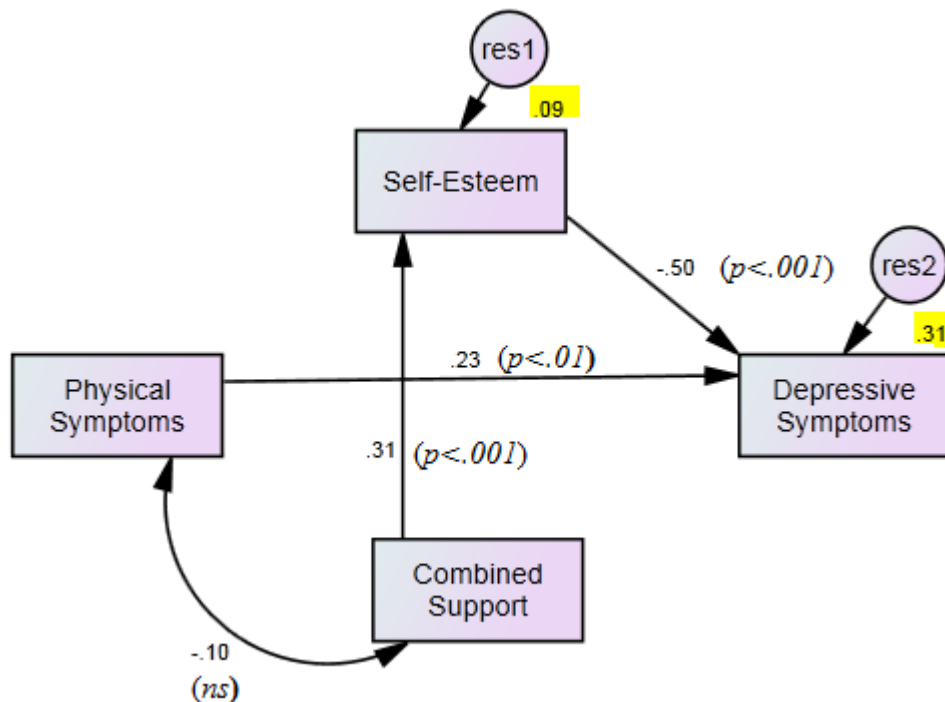 res1
.09
Self-Esteem
-.50 (p<.001)
res2
.31
.23 (p<.01)
Physical
Symptoms
Depressive
Symptoms
.31 (p<.001)
Combined
Support
-.10
(ns)